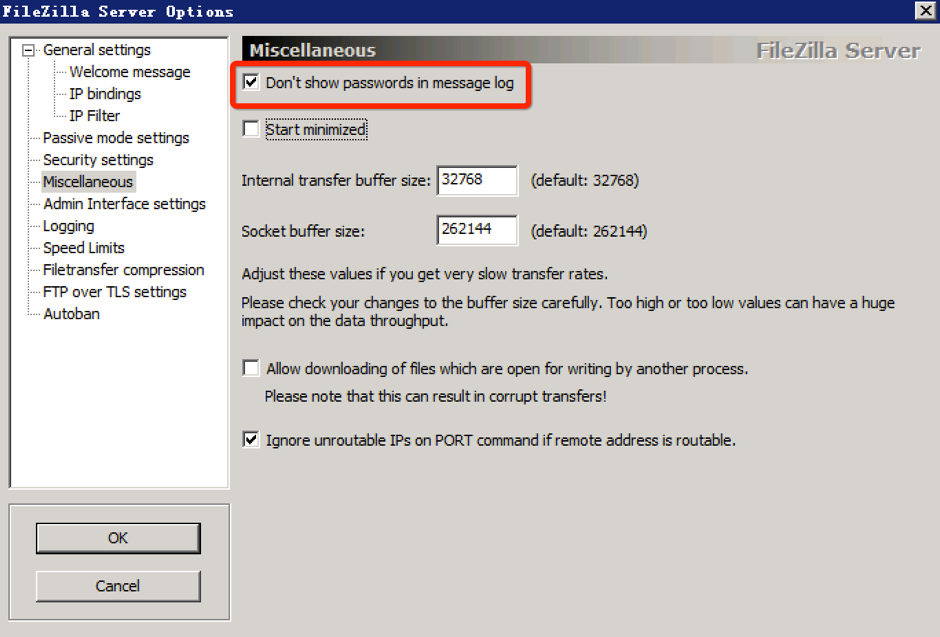 FileZilla Server Options
General settings
Welcome message
IP bindings
IP Filter
Passive mode settings
Security settings
Miscellaneous
Admin Interface settings
Logging
Speed Limits
Filetransfer compression
FTP over TLS settings
Autoban
OK
Cancel
Miscellaneous
FileZilla Server
Don't show passwords in message log
Start minimized
Internal transfer buffer size: 32768 (default: 32768)
Socket buffer size: 262144 (default: 262144)
Adjust these values if you get very slow transfer rates.
Please check your changes to the buffer size carefully. Too high or too low values can have a huge
impact on the data throughput.
Allow downloading of files which are open for writing by another process.
Please note that this can result in corrupt transfers!
Ignore unroutable IPs on PORT command if remote address is routable.